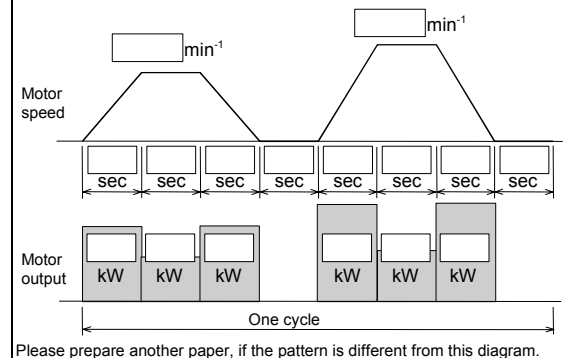 min-1
min-1
Motor
speed
sec sec sec sec sec sec sec sec
Motor
output
kW kW kW kW kW kW
One cycle
Please prepare another paper, if the pattern is different from this diagram.